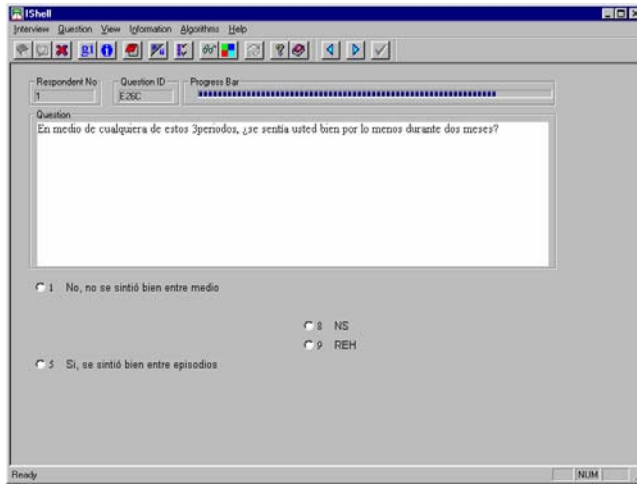 IShell
Interview Question View Information Algorithms Help
Respondent No
1
Question ID
E26C
Progress Bar
Question
En medio de cualquiera de estos 3periodos, ¿se sentía usted bien por lo menos durante dos meses?
1 No, no se sintió bien entre medio
8 NS
9 REH
5 Si, se sintió bien entre episodios
Ready
NUM